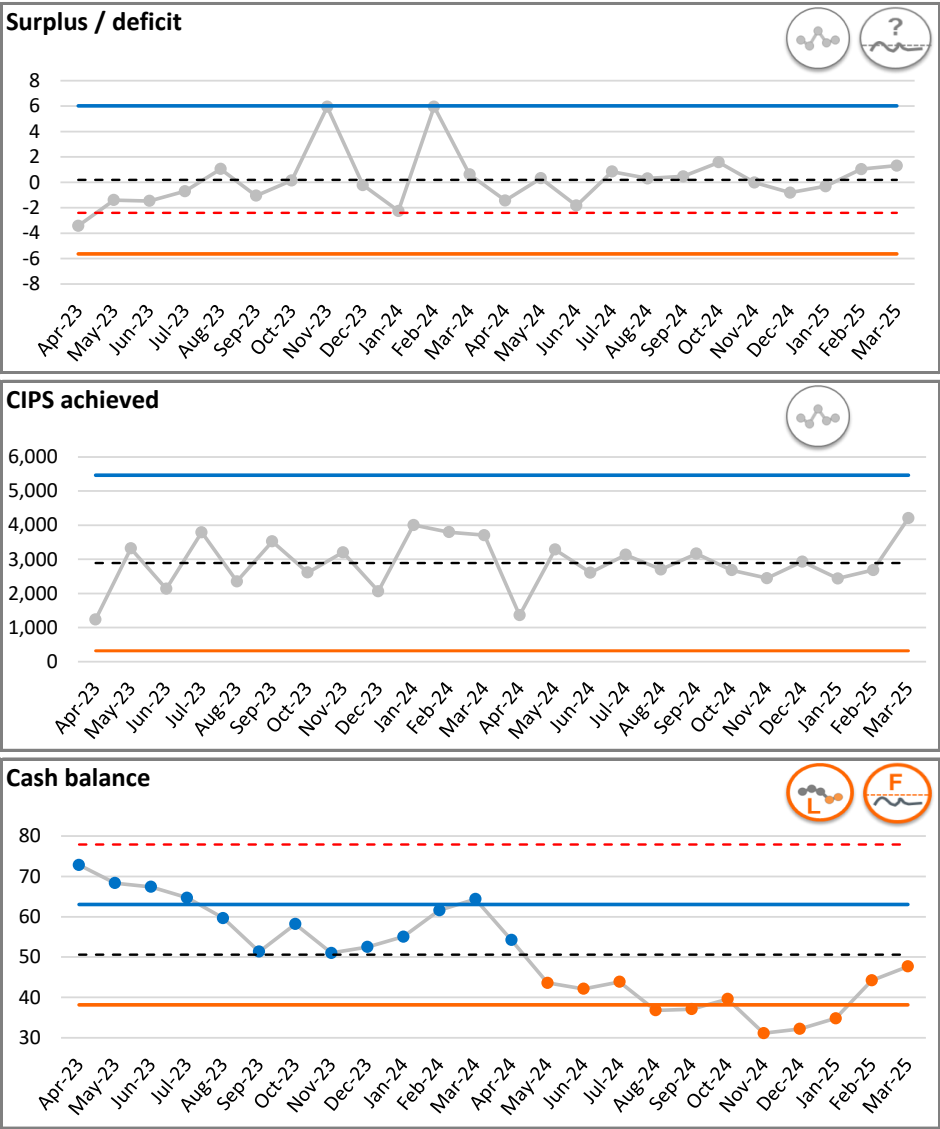 Surplus / deficit
?
8
6
4
2
0
-2
-4
-6
-8
Apr-23 May-23 Jun-23 Jul-23 Aug-23 Sep-23 Oct-23 Nov-23 Dec-23 Jan-24 Feb-24 Mar-24 Apr-24 May-24 Jun-24 Jul-24 Aug-24 Sep-24 Oct-24 Nov-24 Dec-24 Jan-25 Feb-25 Mar-25
CIPS achieved
6,000
5,000
4,000
3,000
2,000
1,000
0
Apr-23 May-23 Jun-23 Jul-23 Aug-23 Sep-23 Oct-23 Nov-23 Dec-23 Jan-24 Feb-24 Mar-24 Apr-24 May-24 Jun-24 Jul-24 Aug-24 Sep-24 Oct-24 Nov-24 Dec-24 Jan-25 Feb-25 Mar-25
Cash balance
L
F
80
70
60
50
40
30
Apr-23 May-23 Jun-23 Jul-23 Aug-23 Sep-23 Oct-23 Nov-23 Dec-23 Jan-24 Feb-24 Mar-24 Apr-24 May-24 Jun-24 Jul-24 Aug-24 Sep-24 Oct-24 Nov-24 Dec-24 Jan-25 Feb-25 Mar-25